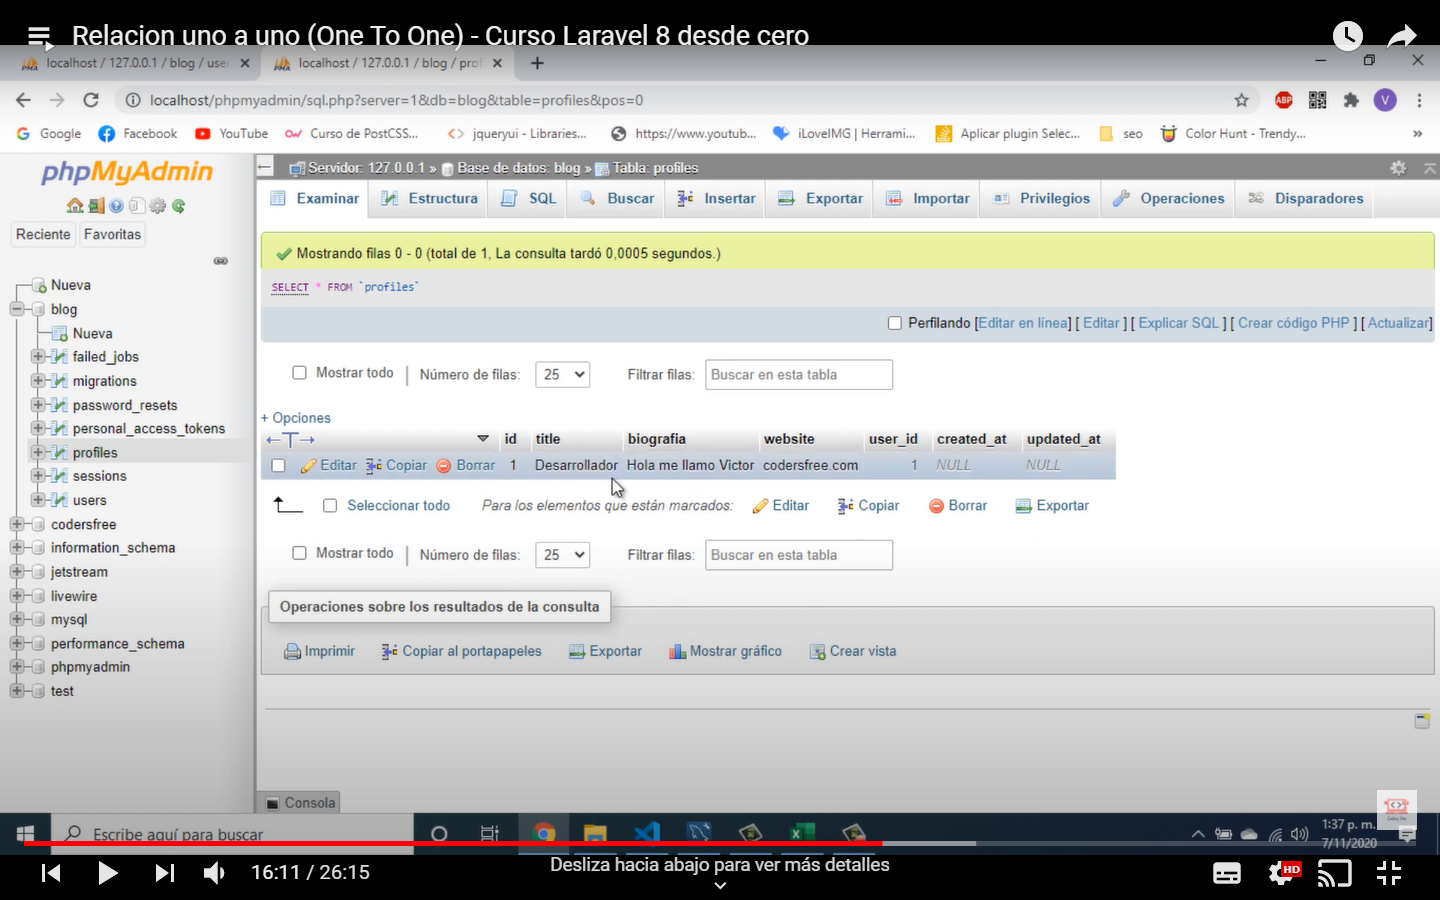 Relacion uno a uno (One To One) - Curso Laravel 8 desde cero
localhost / 127.0.0.1 / blog / use
localhost / 127.0.0.1 / blog / prof
localhost/phpmyadmin/sql.php?server=1&db=blog&table=profiles&pos=0
ABP
V
Google
Facebook
YouTube
Curso de PostCSS...
jqueryui - Libraries...
https://www.youtub...
iLoveIMG | Herrami...
Aplicar plugin Selec...
seo
Color Hunt - Trendy...
»
phpMyAdmin
Reciente
Favoritas
Nueva
blog
Nueva
failed_jobs
migrations
password_resets
personal_access_tokens
profiles
sessions
users
codersfree
information_schema
jetstream
livewire
mysql
performance_schema
phpmyadmin
test
Servidor: 127.0.0.1 » Base de datos: blog » Tabla: profiles
Examinar
Estructura
SQL
Buscar
Insertar
Exportar
Importar
Privilegios
Operaciones
Disparadores
Mostrando filas 0 - 0 (total de 1, La consulta tardó 0,0005 segundos.)
SELECT * FROM `profiles`
Perfilando [Editar en línea] [ Editar ] [ Explicar SQL ] [ Crear código PHP ] [ Actualizar]
Mostrar todo | Número de filas: 25 Filtrar filas: Buscar en esta tabla
+ Opciones
←T→ id title biografia website user_id created_at updated_at
Editar Copiar Borrar 1 Desarrollador Hola me llamo Victor codersfree.com 1 NULL NULL
Seleccionar todo Para los elementos que están marcados: Editar Copiar Borrar Exportar
Mostrar todo | Número de filas: 25 Filtrar filas: Buscar en esta tabla
Operaciones sobre los resultados de la consulta
Imprimir Copiar al portapapeles Exportar Mostrar gráfico Crear vista
Consola
Escribe aquí para buscar
1:37 p. m.
7/11/2020
16:11 / 26:15
Desliza hacia abajo para ver más detalles
HD